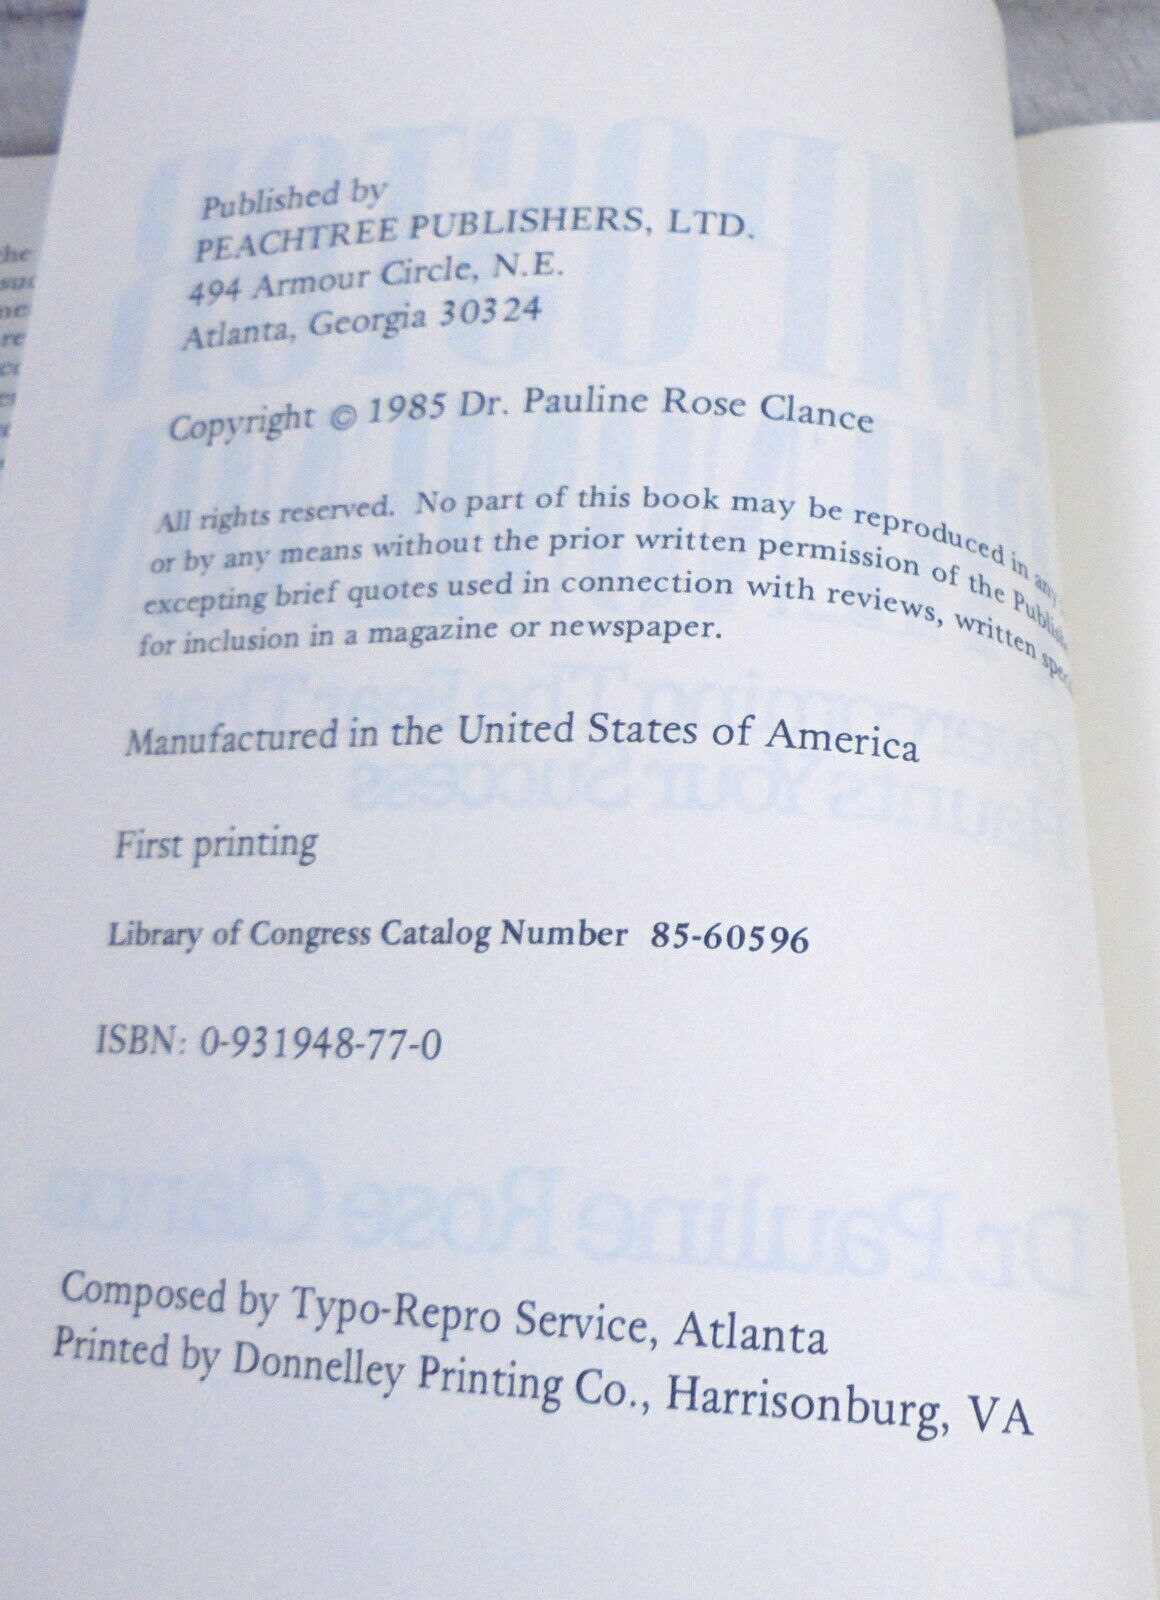 Published by
PEACHTREE PUBLISHERS, LTD.
494 Armour Circle, N.E.
Atlanta, Georgia 30324
Copyright © 1985 Dr. Pauline Rose Clance
All rights reserved. No part of this book may be reproduced in any
or by any means without the prior written permission of the
excepting brief quotes used in connection with reviews, written
for inclusion in a magazine or newspaper.
Manufactured in the United States of America
First printing
Library of Congress Catalog Number 85-60596
ISBN: 0-931948-77-0
Composed by Typo-Repro Service, Atlanta
Printed by Donnelley Printing Co., Harrisonburg, VA